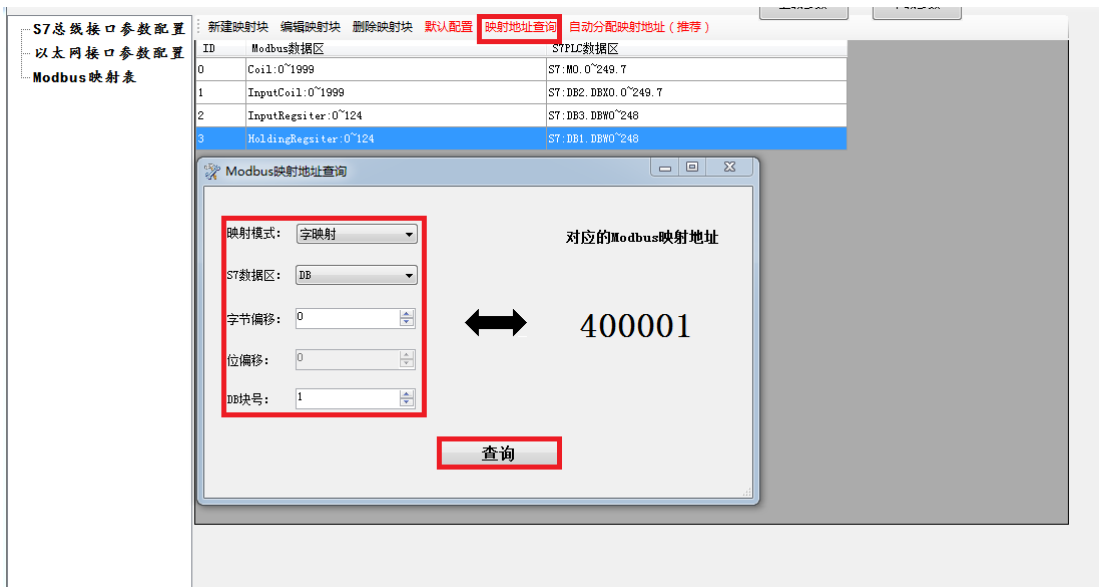 S7总线接口参数配置
以太网接口参数配置
Modbus映射表
新建映射块 编辑映射块 删除映射块 默认配置 映射地址查询 自动分配映射地址（推荐）
ID Modbus数据区 S7PLC数据区
0 Coil:0~1999 S7:M0.0~249.7
1 InputCoil:0~1999 S7:DB2.DBX0.0~249.7
2 InputRegsiter:0~124 S7:DB3.DBW0~248
3 HoldingRegsiter:0~124 S7:DB1.DBW0~248
Modbus映射地址查询
映射模式： 字映射
对应的Modbus映射地址
S7数据区： DB
字节偏移： 0
400001
位偏移： 0
DB块号： 1
查询